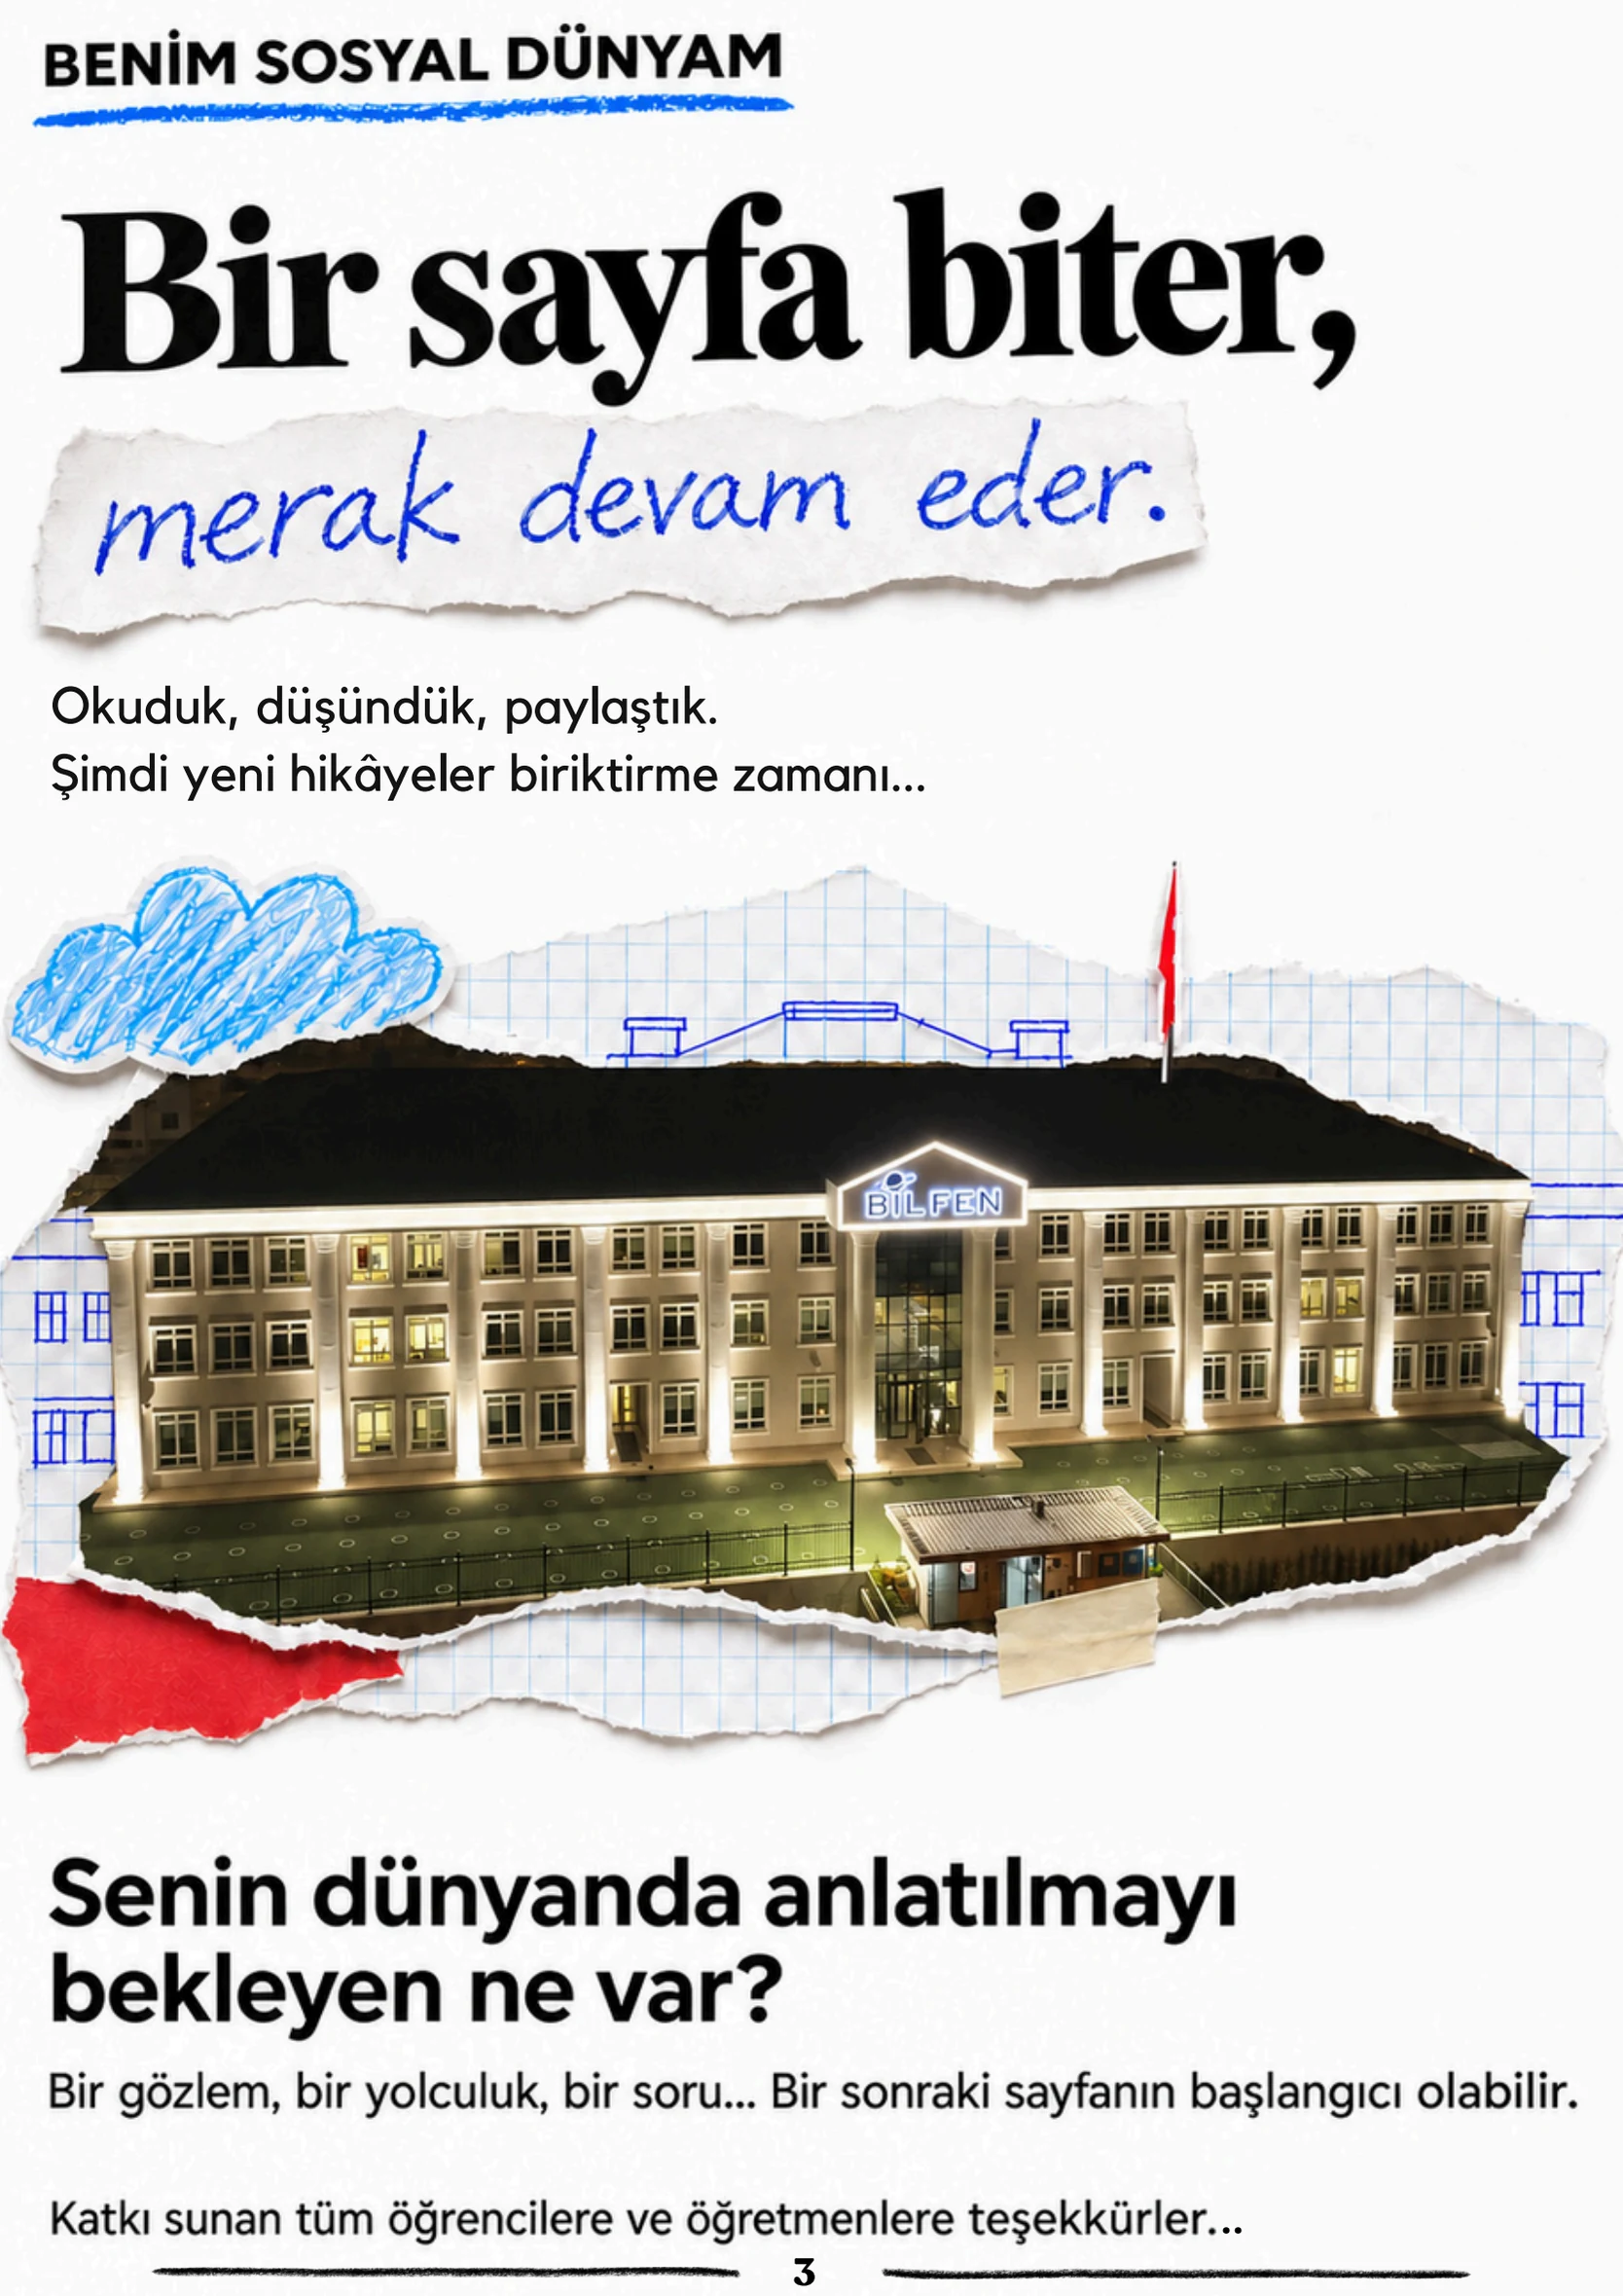 BENİM SOSYAL DÜNYAM
Bir sayfa biter,
merak devam eder.
Okuduk, düşündük, paylaştık.
Şimdi yeni hikâyeler biriktirme zamanı...
BİLFEN
Senin dünyanda anlatılmayı
bekleyen ne var?
Bir gözlem, bir yolculuk, bir soru... Bir sonraki sayfanın başlangıcı olabilir.
Katkı sunan tüm öğrencilere ve öğretmenlere teşekkürler...
3